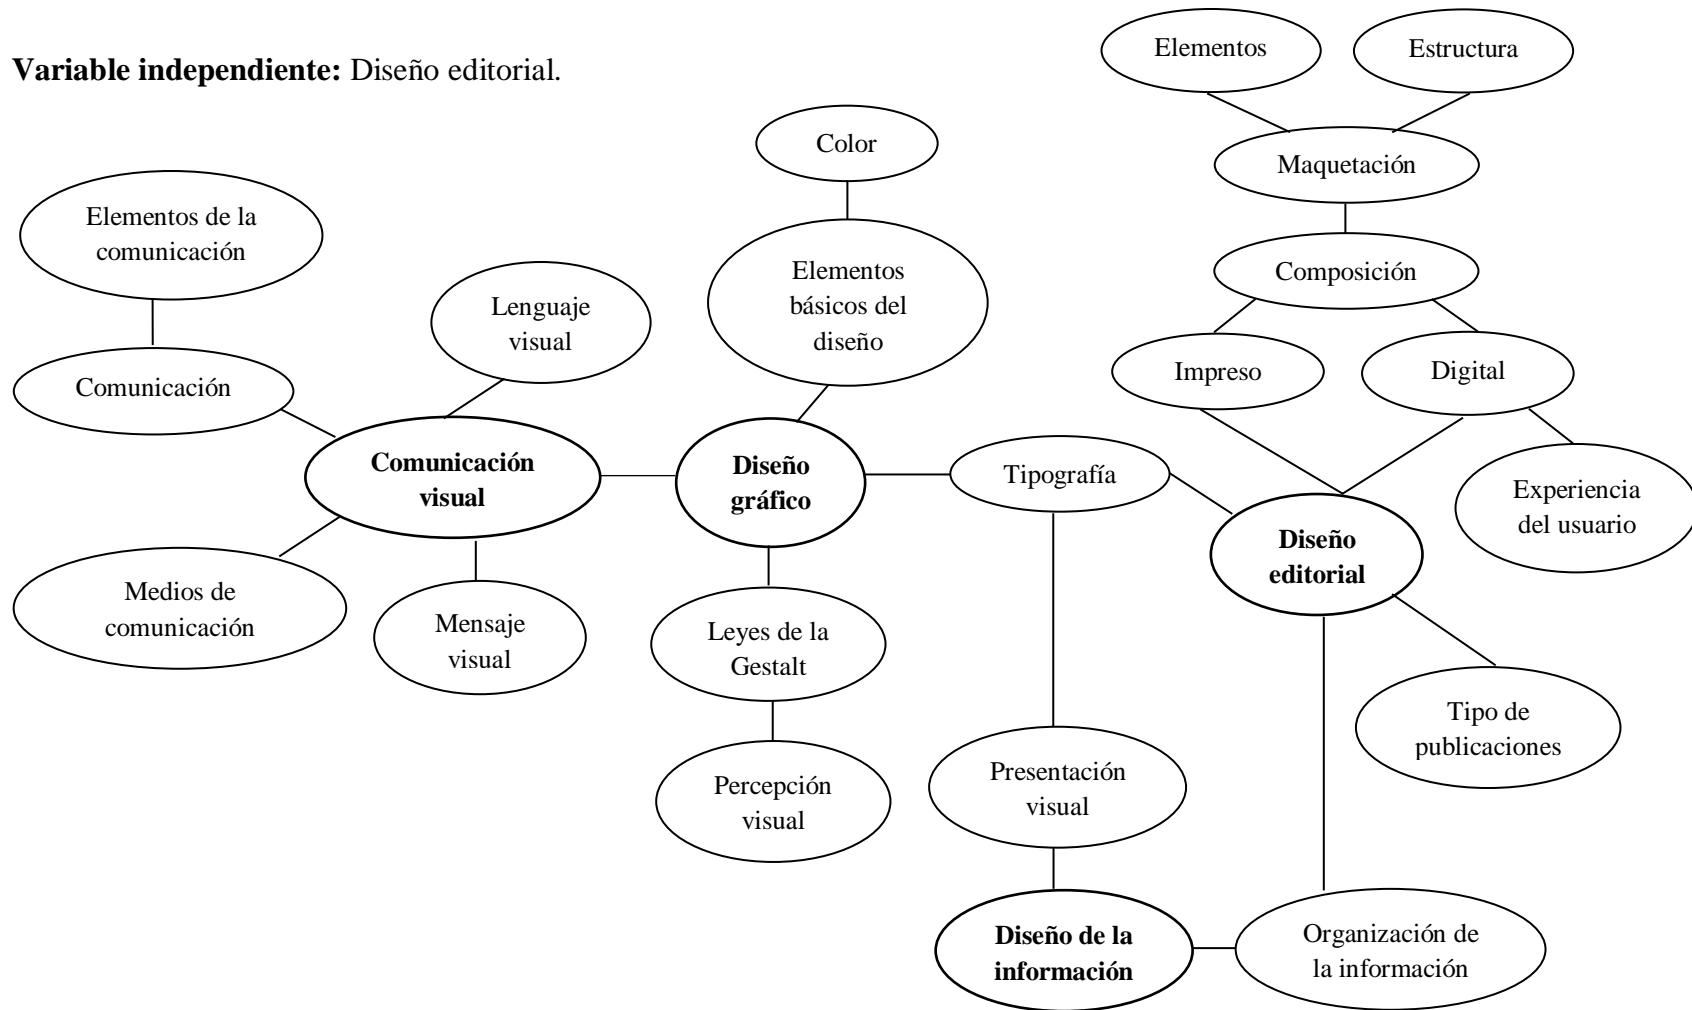 Elementos
Estructura
Variable independiente: Diseño editorial.
Color
Maquetación
Elementos de la
comunicación
Elementos
básicos del
diseño
Composición
Lenguaje
visual
Comunicación
Impreso
Digital
Comunicación
visual
Diseño
gráfico
Tipografía
Experiencia
del usuario
Diseño
editorial
Medios de
comunicación
Mensaje
visual
Leyes de la
Gestalt
Tipo de
publicaciones
Percepción
visual
Presentación
visual
Diseño de la
información
Organización de
la información